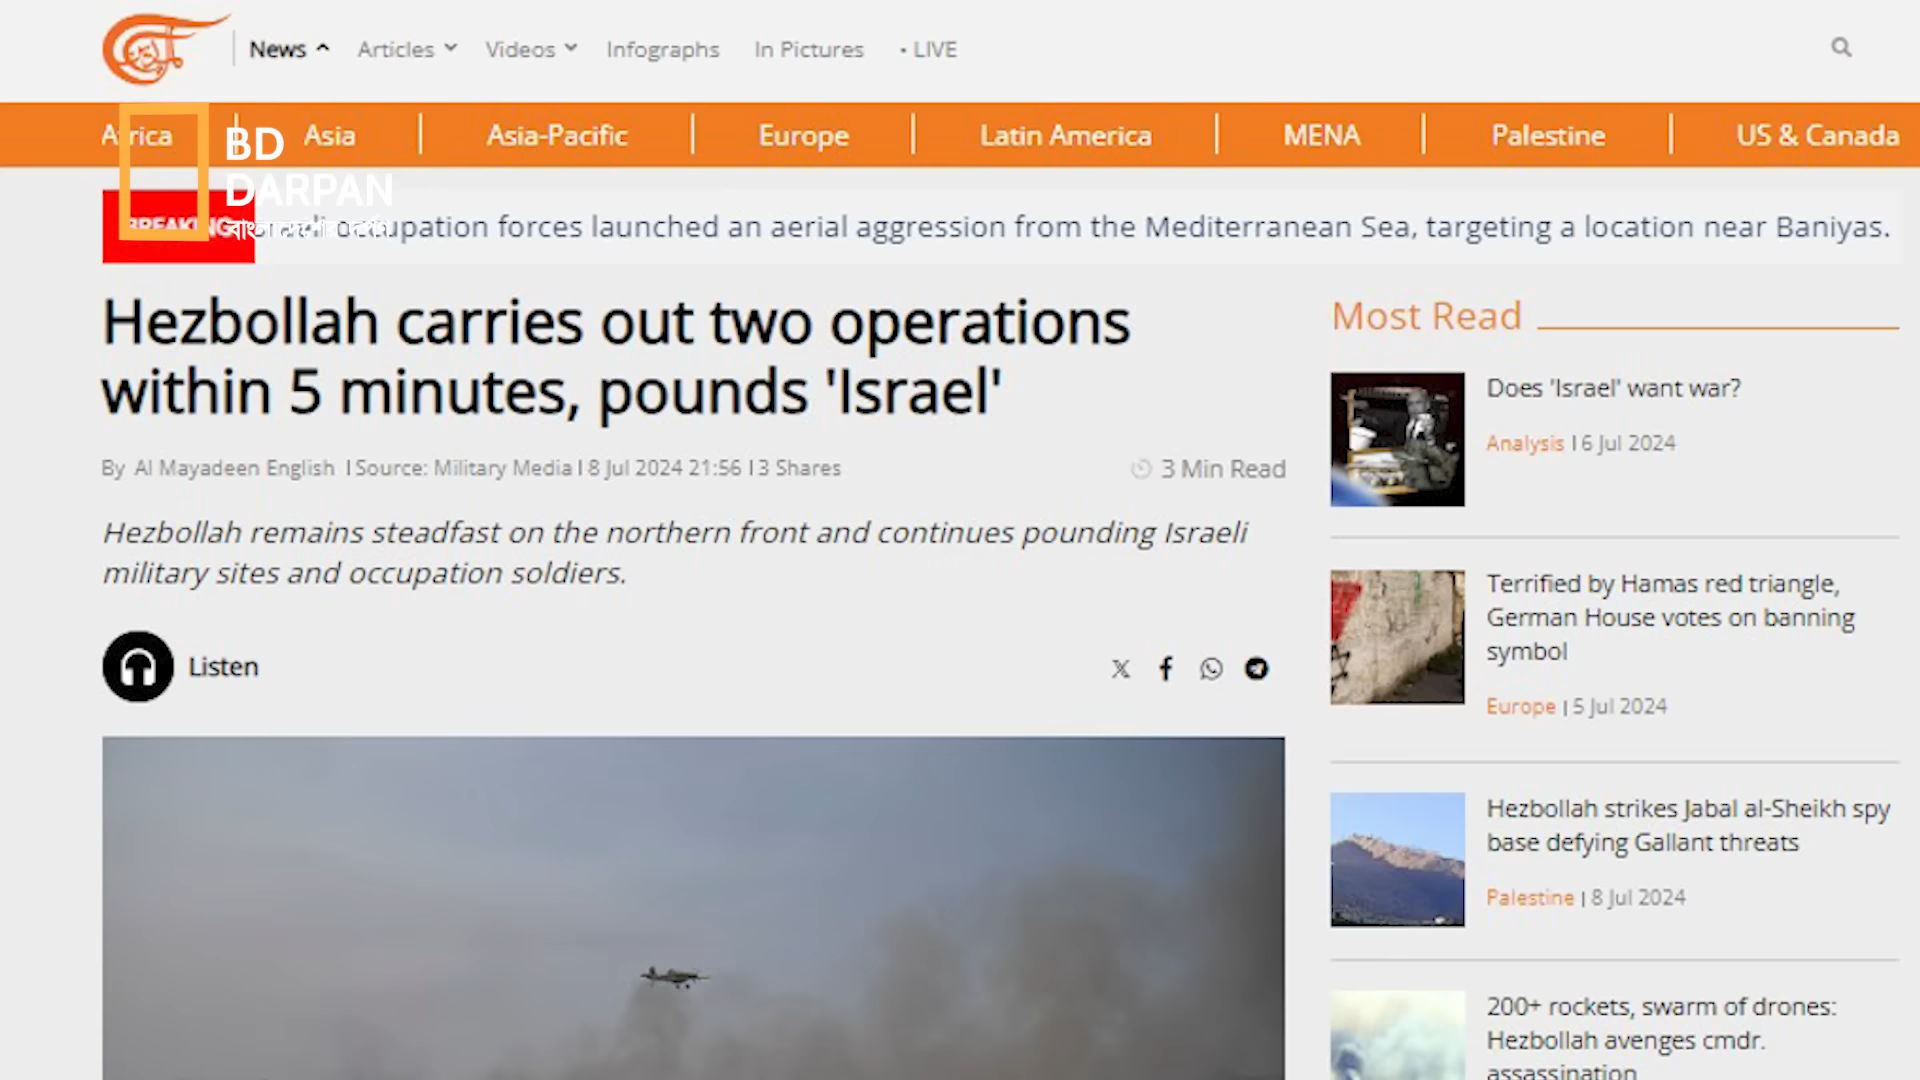 News
Articles
Videos
Infographs
In Pictures
• LIVE
Africa
Asia
Asia-Pacific
Europe
Latin America
MENA
Palestine
US & Canada
BD
DARPAN
BREAKING
occupation forces launched an aerial aggression from the Mediterranean Sea, targeting a location near Baniyas.
Hezbollah carries out two operations
within 5 minutes, pounds 'Israel'
By Al Mayadeen English | Source: Military Media | 8 Jul 2024 21:56 | 3 Shares
3 Min Read
Hezbollah remains steadfast on the northern front and continues pounding Israeli
military sites and occupation soldiers.
Listen
Most Read
Does 'Israel' want war?
Analysis | 6 Jul 2024
Terrified by Hamas red triangle,
German House votes on banning
symbol
Europe | 5 Jul 2024
Hezbollah strikes Jabal al-Sheikh spy
base defying Gallant threats
Palestine | 8 Jul 2024
200+ rockets, swarm of drones:
Hezbollah avenges cmdr.
assassination